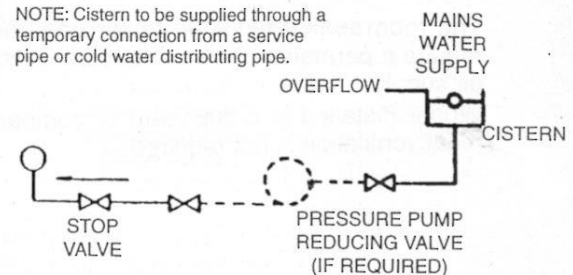 NOTE: Cistern to be supplied through a
temporary connection from a service
pipe or cold water distributing pipe.
MAINS
WATER
SUPPLY
OVERFLOW
CISTERN
STOP
VALVE
PRESSURE PUMP
REDUCING VALVE
(IF REQUIRED)